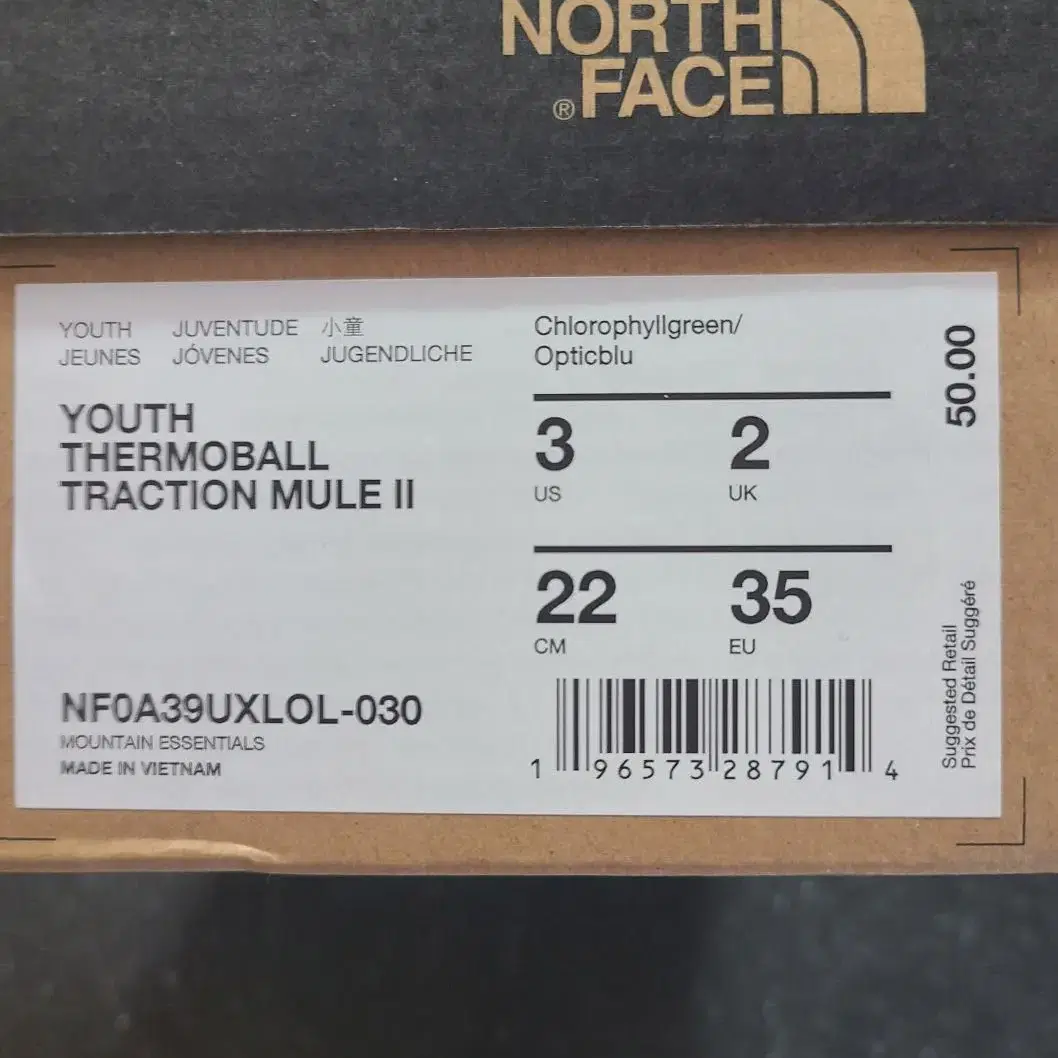 NORTH
® FACE
YOUTH JUVENTUDE 小童
JEUNES JÓVENES JUGENDLICHE
YOUTH
THERMOBALL
TRACTION MULE II
NF0A39UXLOL-030
MOUNTAIN ESSENTIALS
MADE IN VIETNAM
Chlorophyllgreen/
Opticblu
3 2
US UK
22 35
CM EU
1 96573 28791 4
50.00
Suggested Retail
Prix de Détail Suggéré